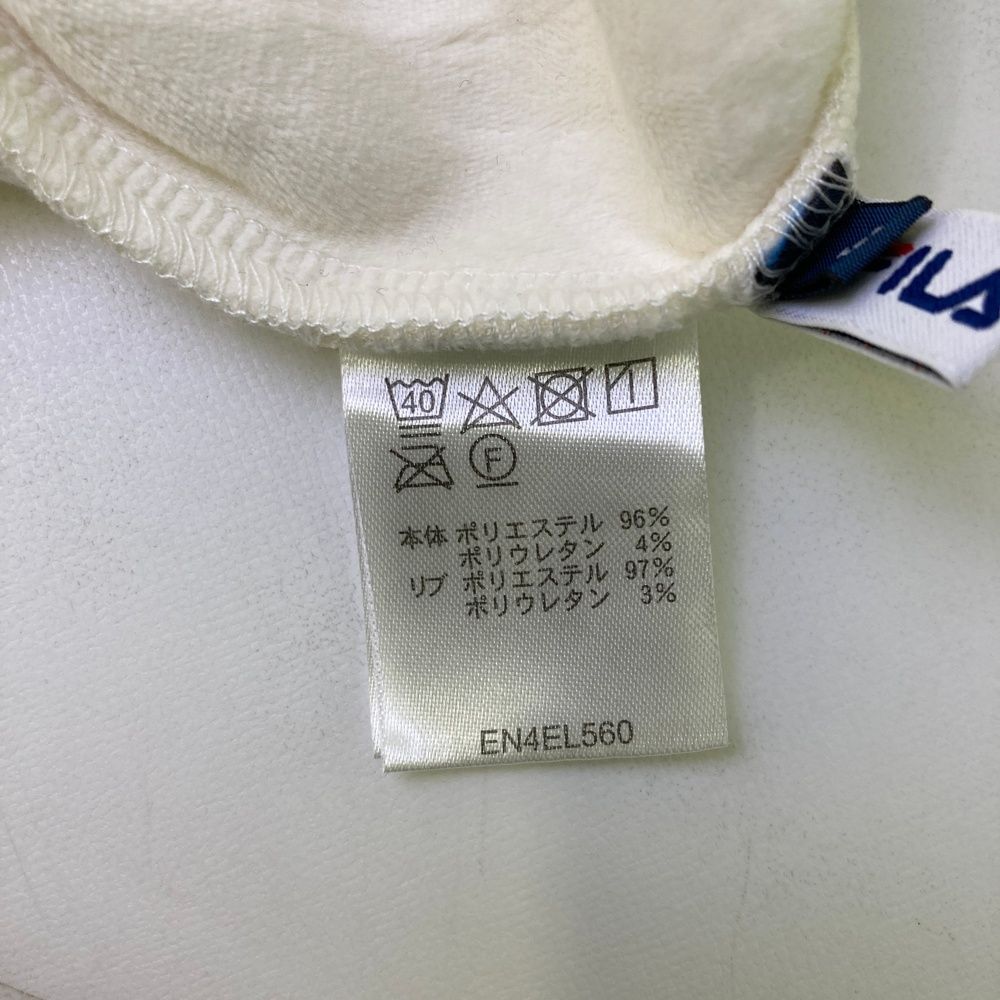 FILA
40
F
本体 ポリエステル 96%
ポリウレタン 4%
リブ ポリエステル 97%
ポリウレタン 3%
EN4EL560